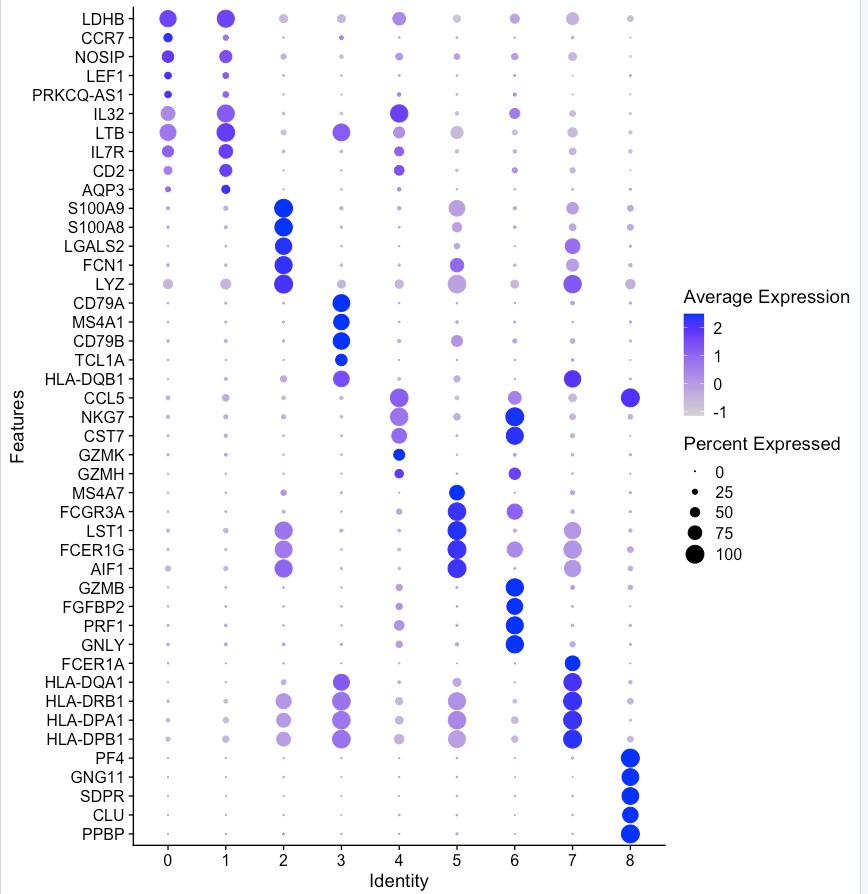 LDHB
CCR7
NOSIP
LEF1
PRKCQ-AS1
IL32
LTB
IL7R
CD2
AQP3
S100A9
S100A8
LGALS2
FCN1
LYZ
CD79A
MS4A1
CD79B
TCL1A
HLA-DQB1
CCL5
NKG7
CST7
GZMK
GZMH
MS4A7
FCGR3A
LST1
FCER1G
AIF1
GZMB
FGFBP2
PRF1
GNLY
FCER1A
HLA-DQA1
HLA-DRB1
HLA-DPA1
HLA-DPB1
PF4
GNG11
SDPR
CLU
PPBP
Features
0 1 2 3 4 5 6 7 8
Identity
Average Expression
2
1
0
-1
Percent Expressed
0
25
50
75
100